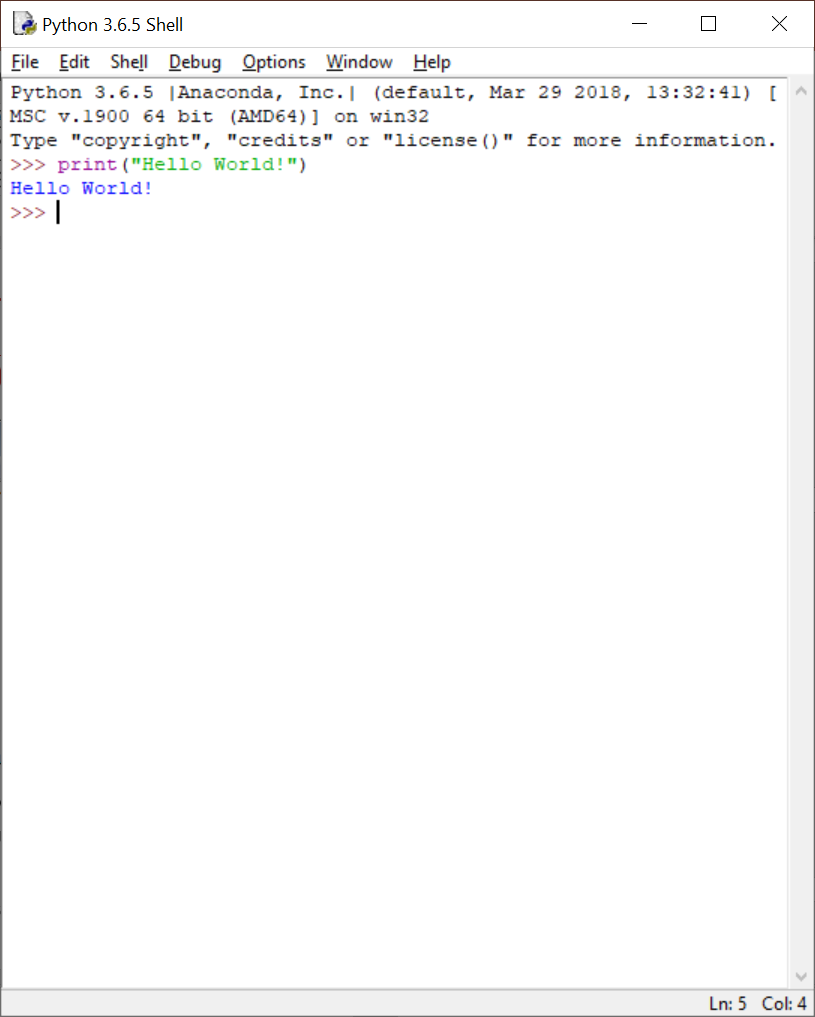 Python 3.6.5 Shell
File Edit Shell Debug Options Window Help
Python 3.6.5 |Anaconda, Inc.| (default, Mar 29 2018, 13:32:41) [
MSC v.1900 64 bit (AMD64)] on win32
Type "copyright", "credits" or "license()" for more information.
>>> print("Hello World!")
Hello World!
>>>
Ln: 5 Col: 4